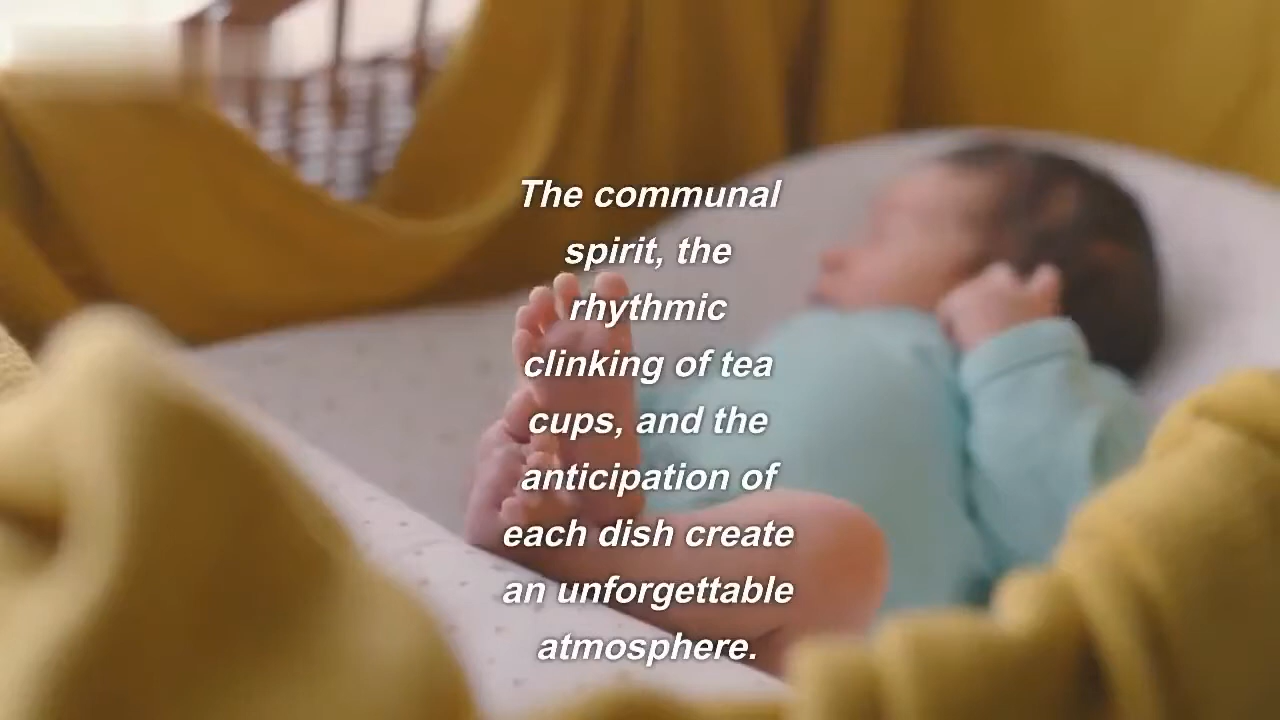 The communal
spirit, the
rhythmic
clinking of tea
cups, and the
anticipation of
each dish create
an unforgettable
atmosphere.